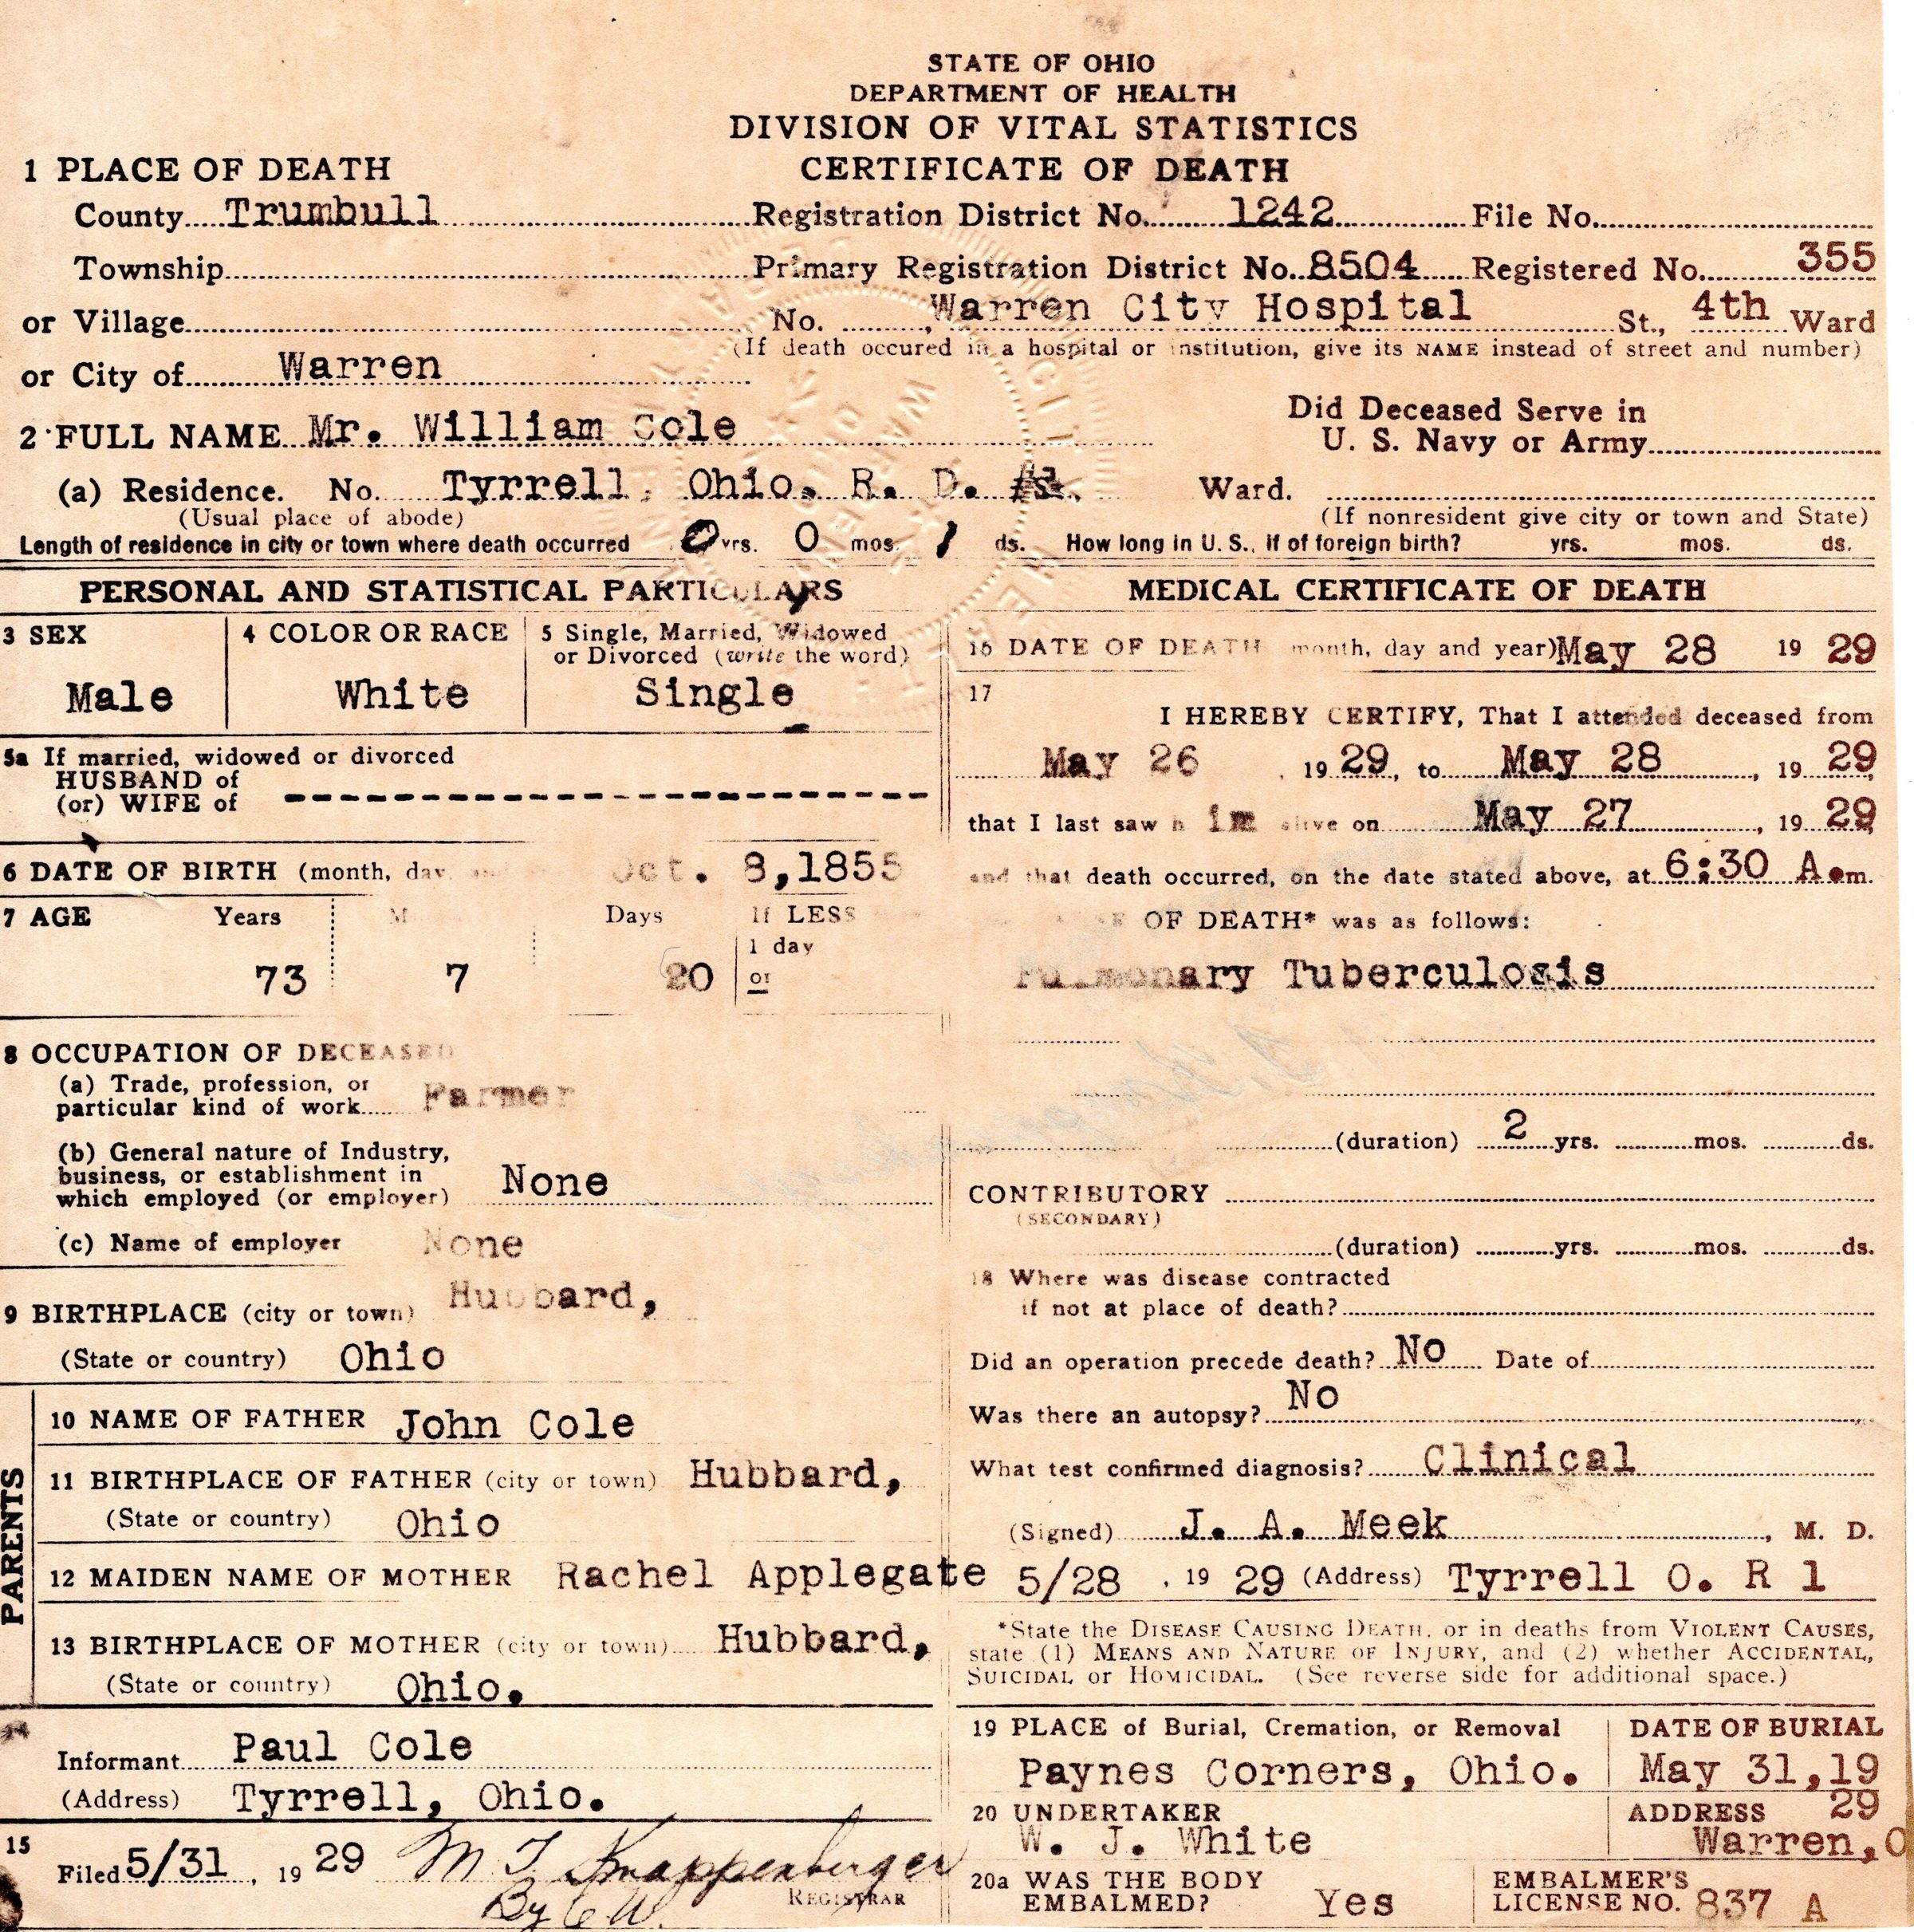 STATE OF OHIO
DEPARTMENT OF HEALTH
DIVISION OF VITAL STATISTICS
CERTIFICATE OF DEATH
1 PLACE OF DEATH
County Trumbull Registration District No. 1242 File No.
Township Primary Registration District No. 8504 Registered No. 355
or Village No. Warren City Hospital St., 4th Ward
(If death occured in a hospital or institution, give its NAME instead of street and number)
or City of Warren
2 FULL NAME Mr. William Cole
Did Deceased Serve in
U. S. Navy or Army
(a) Residence. No. Tyrrell, Ohio. R. D. Ward.
(Usual place of abode) (If nonresident give city or town and State)
Length of residence in city or town where death occurred 0 yrs. 0 mos. 1 ds. How long in U. S., if of foreign birth? yrs. mos. ds.
PERSONAL AND STATISTICAL PARTICULARS
3 SEX
Male
4 COLOR OR RACE
White
5 Single, Married, Widowed
or Divorced (write the word)
Single
5a If married, widowed or divorced
HUSBAND of
(or) WIFE of
6 DATE OF BIRTH (month, day Oct. 8,1855
7 AGE Years Days If LESS
1 day
73 7 20 or
8 OCCUPATION OF DECEASED
(a) Trade, profession, or
particular kind of work Farmer
(b) General nature of Industry,
business, or establishment in
which employed (or employer) None
(c) Name of employer None
9 BIRTHPLACE (city or town) Hubbard,
(State or country) Ohio
PARENTS
10 NAME OF FATHER John Cole
11 BIRTHPLACE OF FATHER (city or town) Hubbard,
(State or country) Ohio
12 MAIDEN NAME OF MOTHER Rachel Applegate
13 BIRTHPLACE OF MOTHER (city or town) Hubbard,
(State or country) Ohio.
Informant Paul Cole
(Address) Tyrrell, Ohio.
15
Filed 5/31, 19 29 M T Knappenberger
By C W.
REGISTRAR
MEDICAL CERTIFICATE OF DEATH
16 DATE OF DEATH month, day and year) May 28 19 29
17
I HEREBY CERTIFY, That I attended deceased from
May 26, 19 29, to May 28, 19 29,
that I last saw h im alive on May 27, 19 29,
and that death occurred, on the date stated above, at 6:30 A.m.
OF DEATH* was as follows:
Pulmonary Tuberculosis
(duration) 2 yrs. mos. ds.
CONTRIBUTORY
(SECONDARY)
(duration) yrs. mos. ds.
18 Where was disease contracted
if not at place of death?
Did an operation precede death? No Date of
Was there an autopsy? No
What test confirmed diagnosis? Clinical
(Signed) J. A. Meek, M. D.
5/28, 19 29 (Address) Tyrrell O. R 1
*State the DISEASE CAUSING DEATH, or in deaths from VIOLENT CAUSES,
state (1) MEANS AND NATURE OF INJURY, and (2) whether ACCIDENTAL,
SUICIDAL or HOMICIDAL. (See reverse side for additional space.)
19 PLACE of Burial, Cremation, or Removal
Paynes Corners, Ohio.
DATE OF BURIAL
May 31,19
29
20 UNDERTAKER
W. J. White
ADDRESS
Warren,O
20a WAS THE BODY
EMBALMED? Yes
EMBALMER'S
LICENSE NO. 837 A